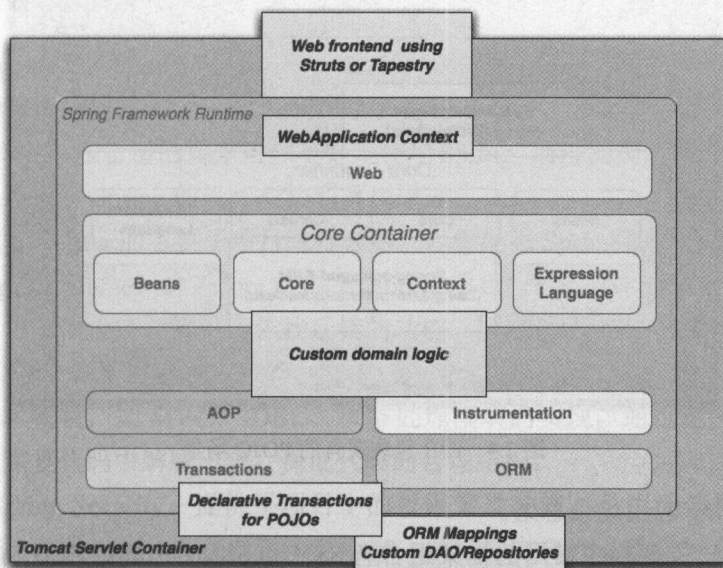 Web frontend using
Struts or Tapestry
Spring Framework Runtime
WebApplication Context
Web
Core Container
Beans
Core
Context
Expression
Language
Custom domain logic
AOP
Instrumentation
Transactions
ORM
Declarative Transactions
for POJOs
ORM Mappings
Custom DAO/Repositories
Tomcat Servlet Container